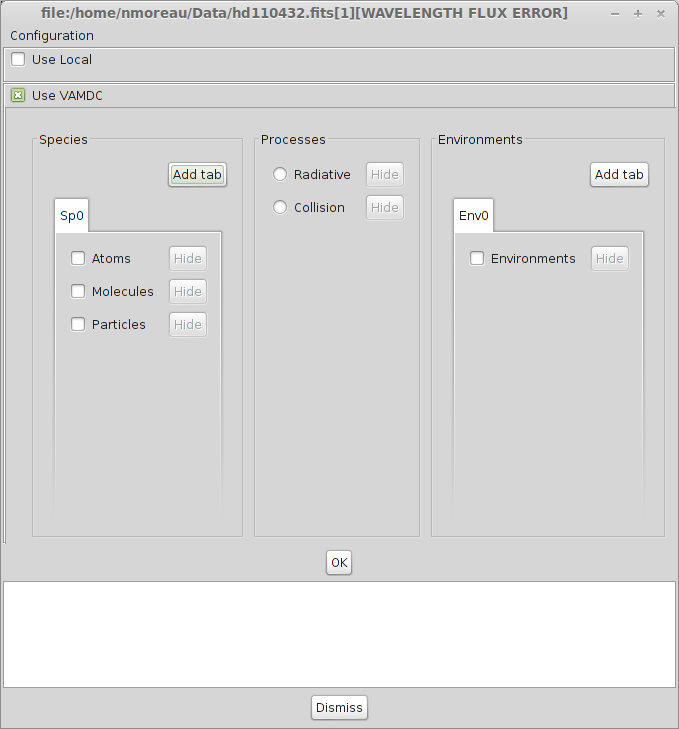 file:/home/nmoreau/Data/hd110432.fits[1][WAVELENGTH FLUX ERROR]
Configuration
Use Local
Use VAMDC
Species
Add tab
Sp0
Atoms Hide
Molecules Hide
Particles Hide
Processes
Radiative Hide
Collision Hide
Environments
Add tab
Env0
Environments Hide
OK
Dismiss